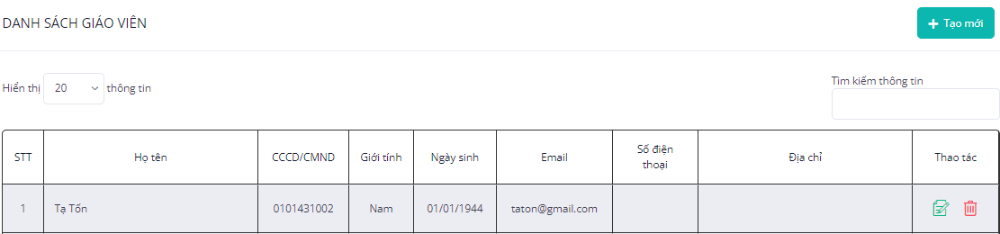 DANH SÁCH GIÁO VIÊN
Tạo mới
Hiển thị 20 thông tin
Tìm kiếm thông tin
STT Họ tên CCCD/CMND Giới tính Ngày sinh Email Số điện thoại Địa chỉ Thao tác
1 Tạ Tốn 0101431002 Nam 01/01/1944 taton@gmail.com